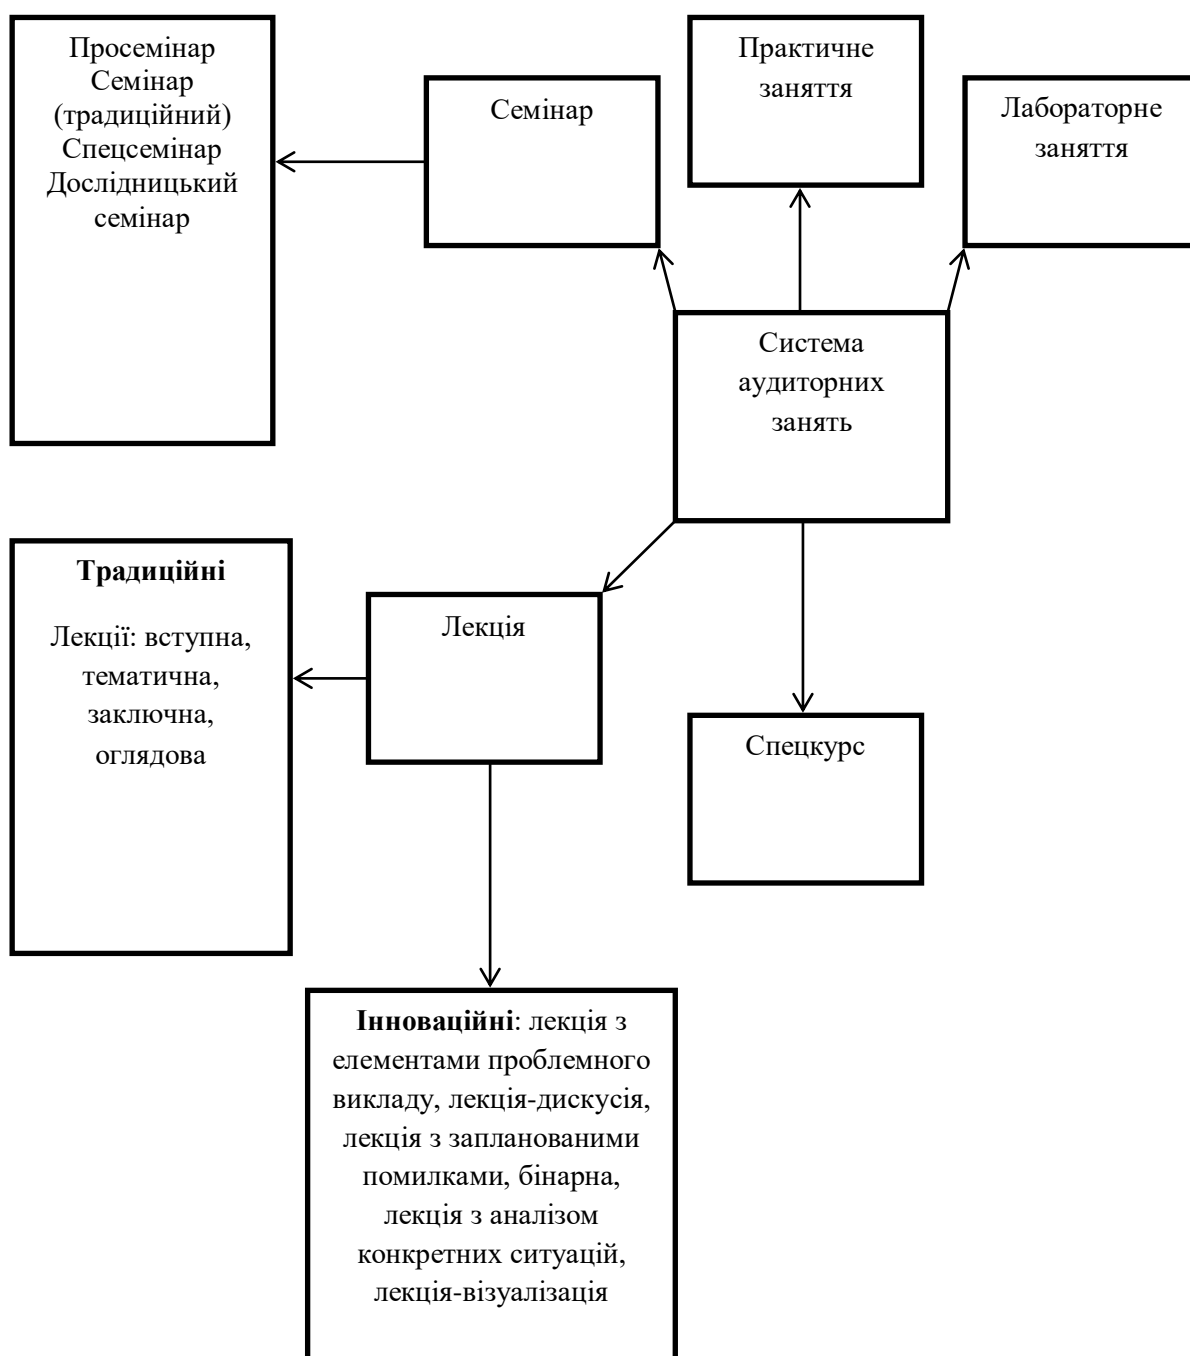 Просемінар
Семінар
(традиційний)
Спецсемінар
Дослідницький
семінар
Семінар
Практичне
заняття
Лабораторне
заняття
Система
аудиторних
занять
Традиційні
Лекції: вступна,
тематична,
заключна,
оглядова
Лекція
Спецкурс
Інноваційні: лекція з
елементами проблемного
викладу, лекція-дискусія,
лекція з запланованими
помилками, бінарна,
лекція з аналізом
конкретних ситуацій,
лекція-візуалізація